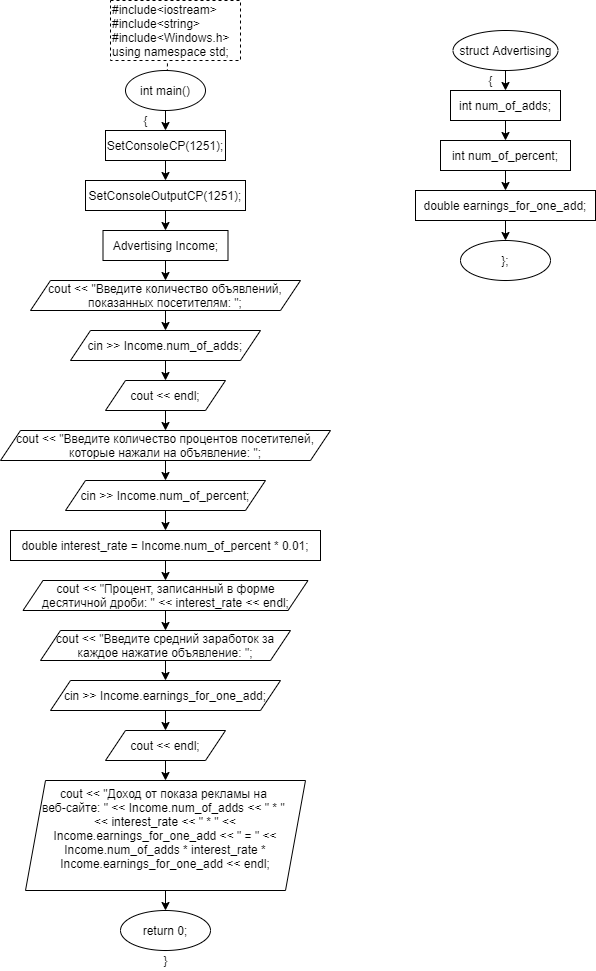 #include<iostream>
#include<string>
#include<Windows.h>
using namespace std;
int main()
{
SetConsoleCP(1251);
SetConsoleOutputCP(1251);
Advertising Income;
cout << "Введите количество объявлений,
показанных посетителям: ";
cin >> Income.num_of_adds;
cout << endl;
cout << "Введите количество процентов посетителей,
которые нажали на объявление: ";
cin >> Income.num_of_percent;
double interest_rate = Income.num_of_percent * 0.01;
cout << "Процент, записанный в форме
десятичной дроби: " << interest_rate << endl;
cout << "Введите средний заработок за
каждое нажатие объявление: ";
cin >> Income.earnings_for_one_add;
cout << endl;
cout << "Доход от показа рекламы на
веб-сайте: " << Income.num_of_adds << " * "
<< interest_rate << " * " <<
Income.earnings_for_one_add << " = " <<
Income.num_of_adds * interest_rate *
Income.earnings_for_one_add << endl;
return 0;
}
struct Advertising
{
int num_of_adds;
int num_of_percent;
double earnings_for_one_add;
};